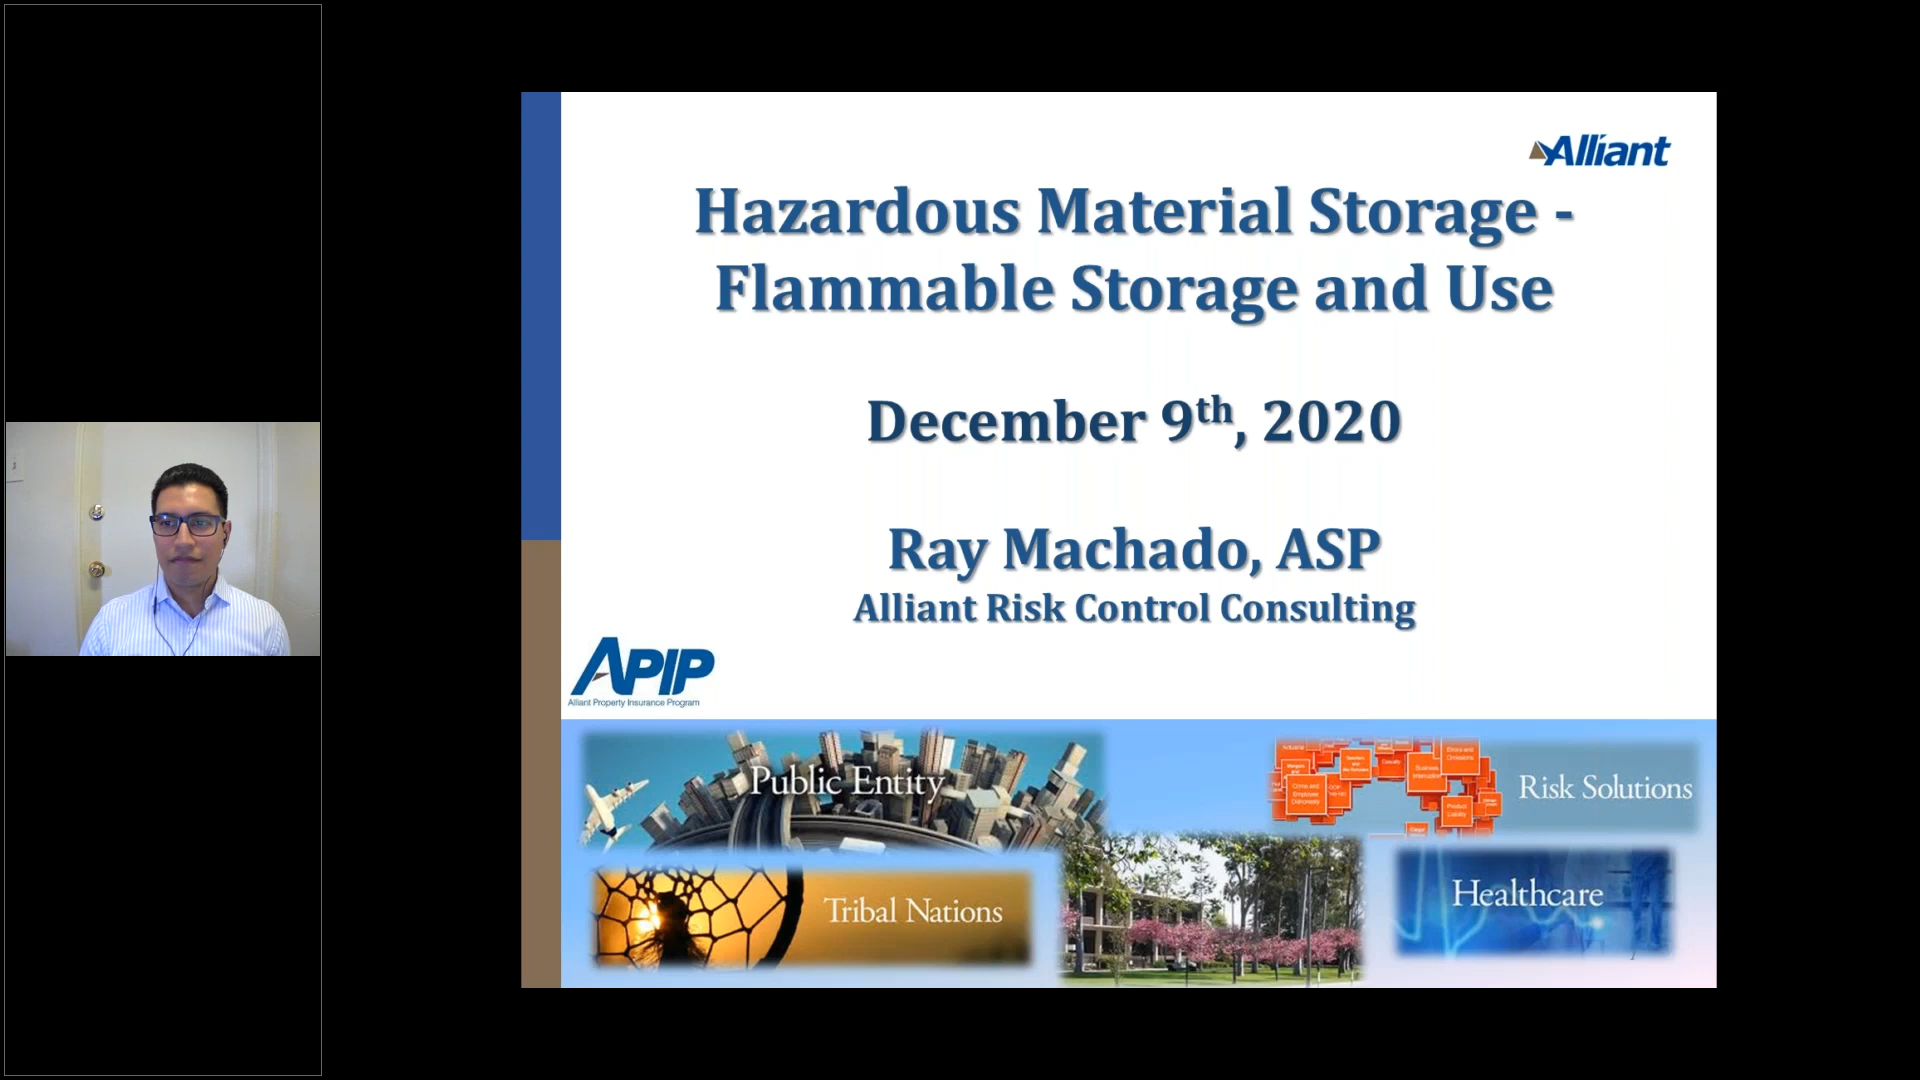 Alliant
Hazardous Material Storage -
Flammable Storage and Use
December 9th, 2020
Ray Machado, ASP
Alliant Risk Control Consulting
APIP
Alliant Property Insurance Program
Public Entity
Risk Solutions
Tribal Nations
Healthcare